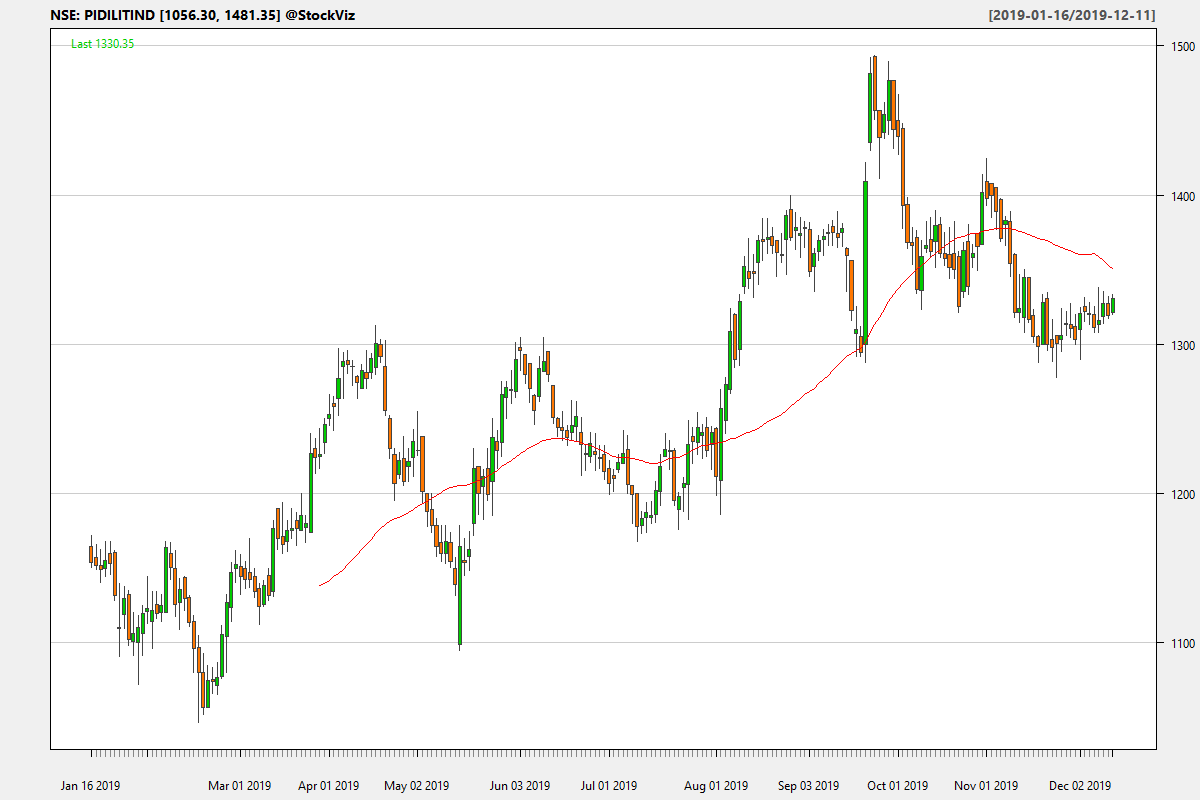 NSE: PIDILITIND [1056.30, 1481.35] @StockViz
[2019-01-16/2019-12-11]
Last 1330.35
1500
1400
1300
1200
1100
Jan 16 2019 Mar 01 2019 Apr 01 2019 May 02 2019 Jun 03 2019 Jul 01 2019 Aug 01 2019 Sep 03 2019 Oct 01 2019 Nov 01 2019 Dec 02 2019